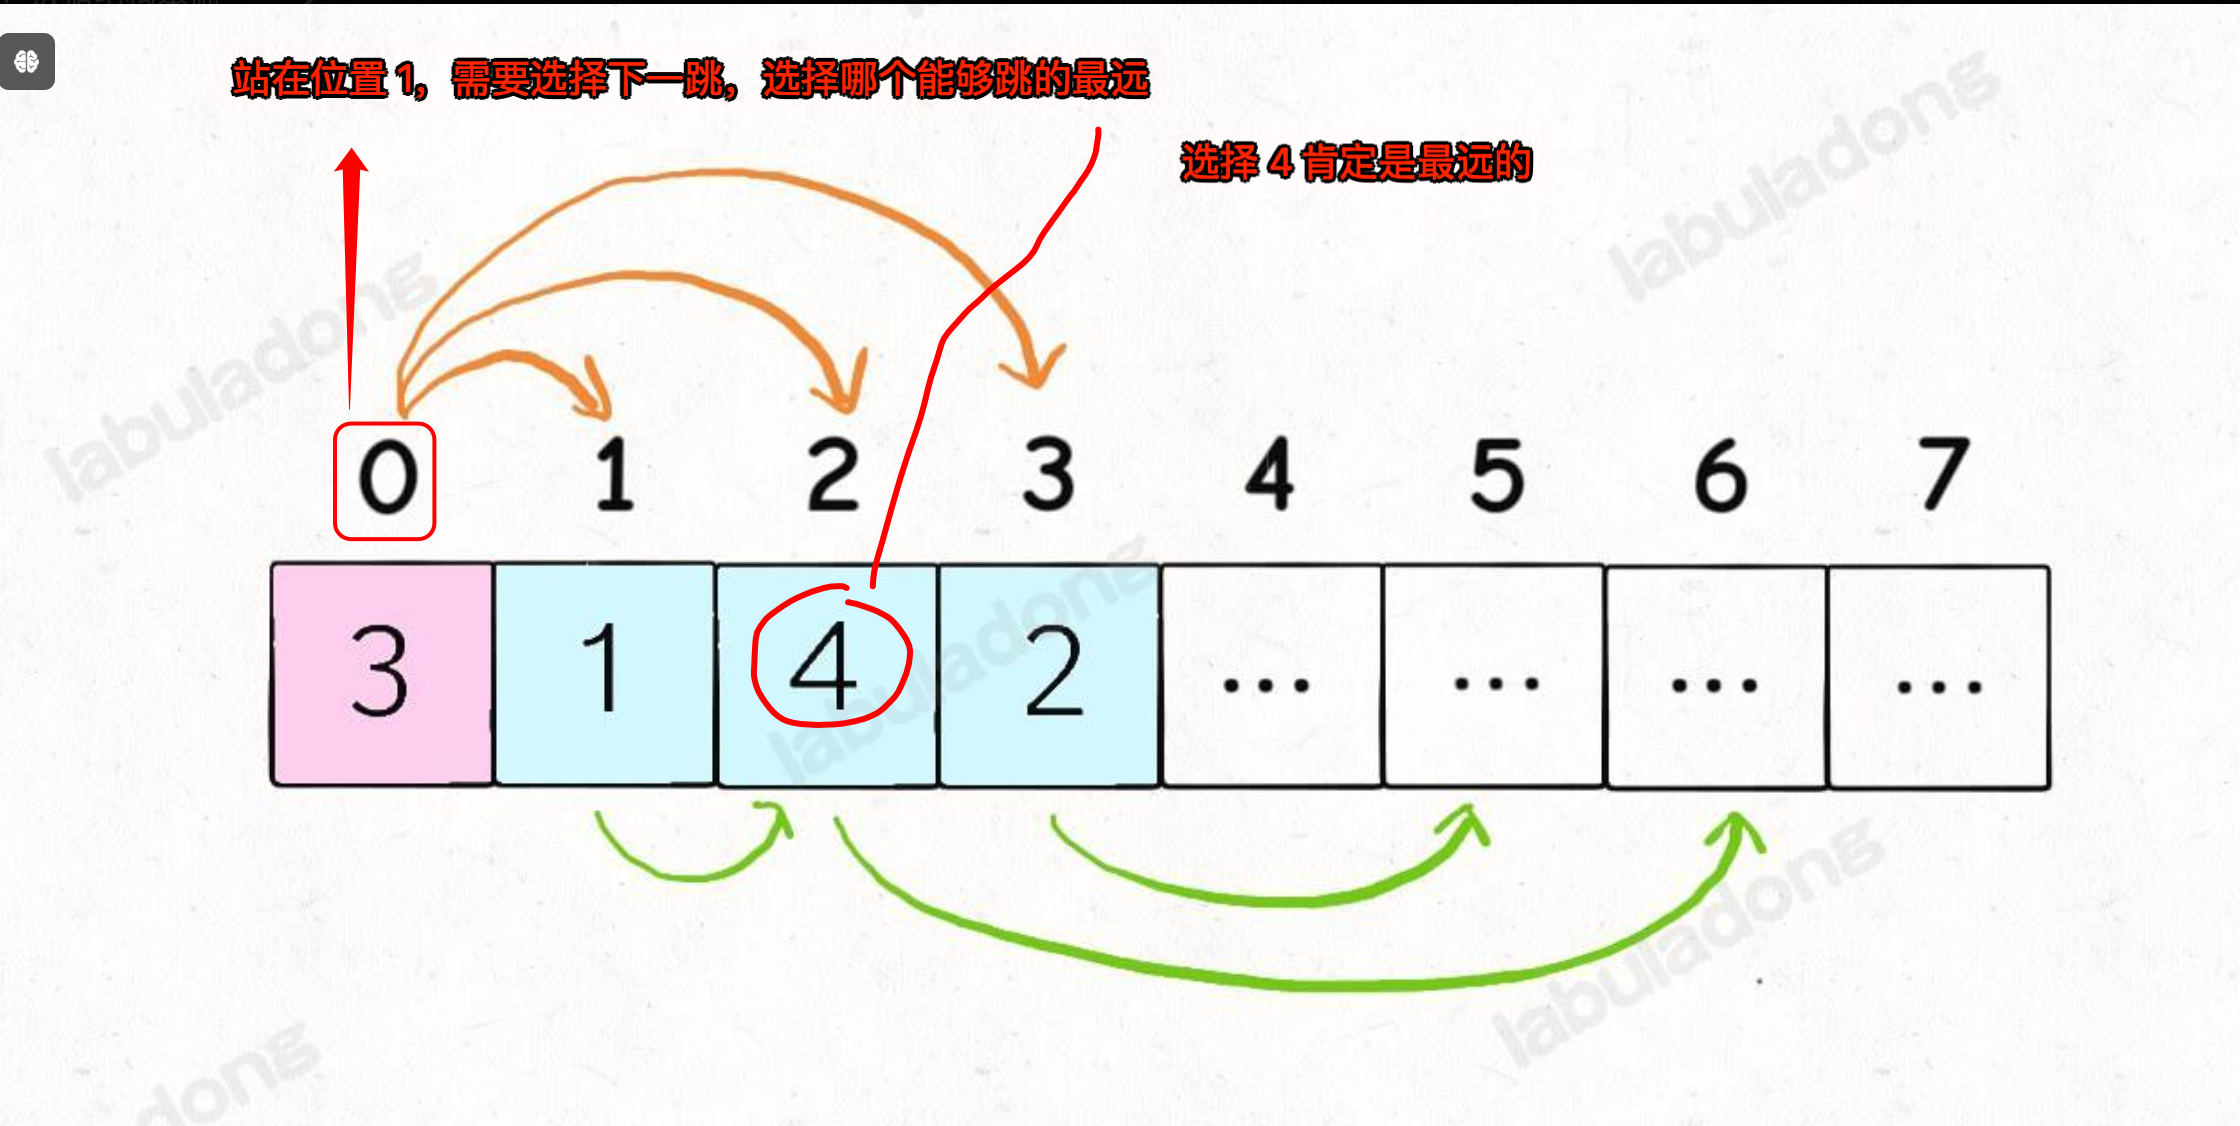 站在位置 1，需要选择下一跳，选择哪个能够跳的最远
选择 4 肯定是最远的
0 1 2 3 4 5 6 7
3 1 4 2 ... ... ... ...
labuladong
labuladong
labuladong
labuladong
dong